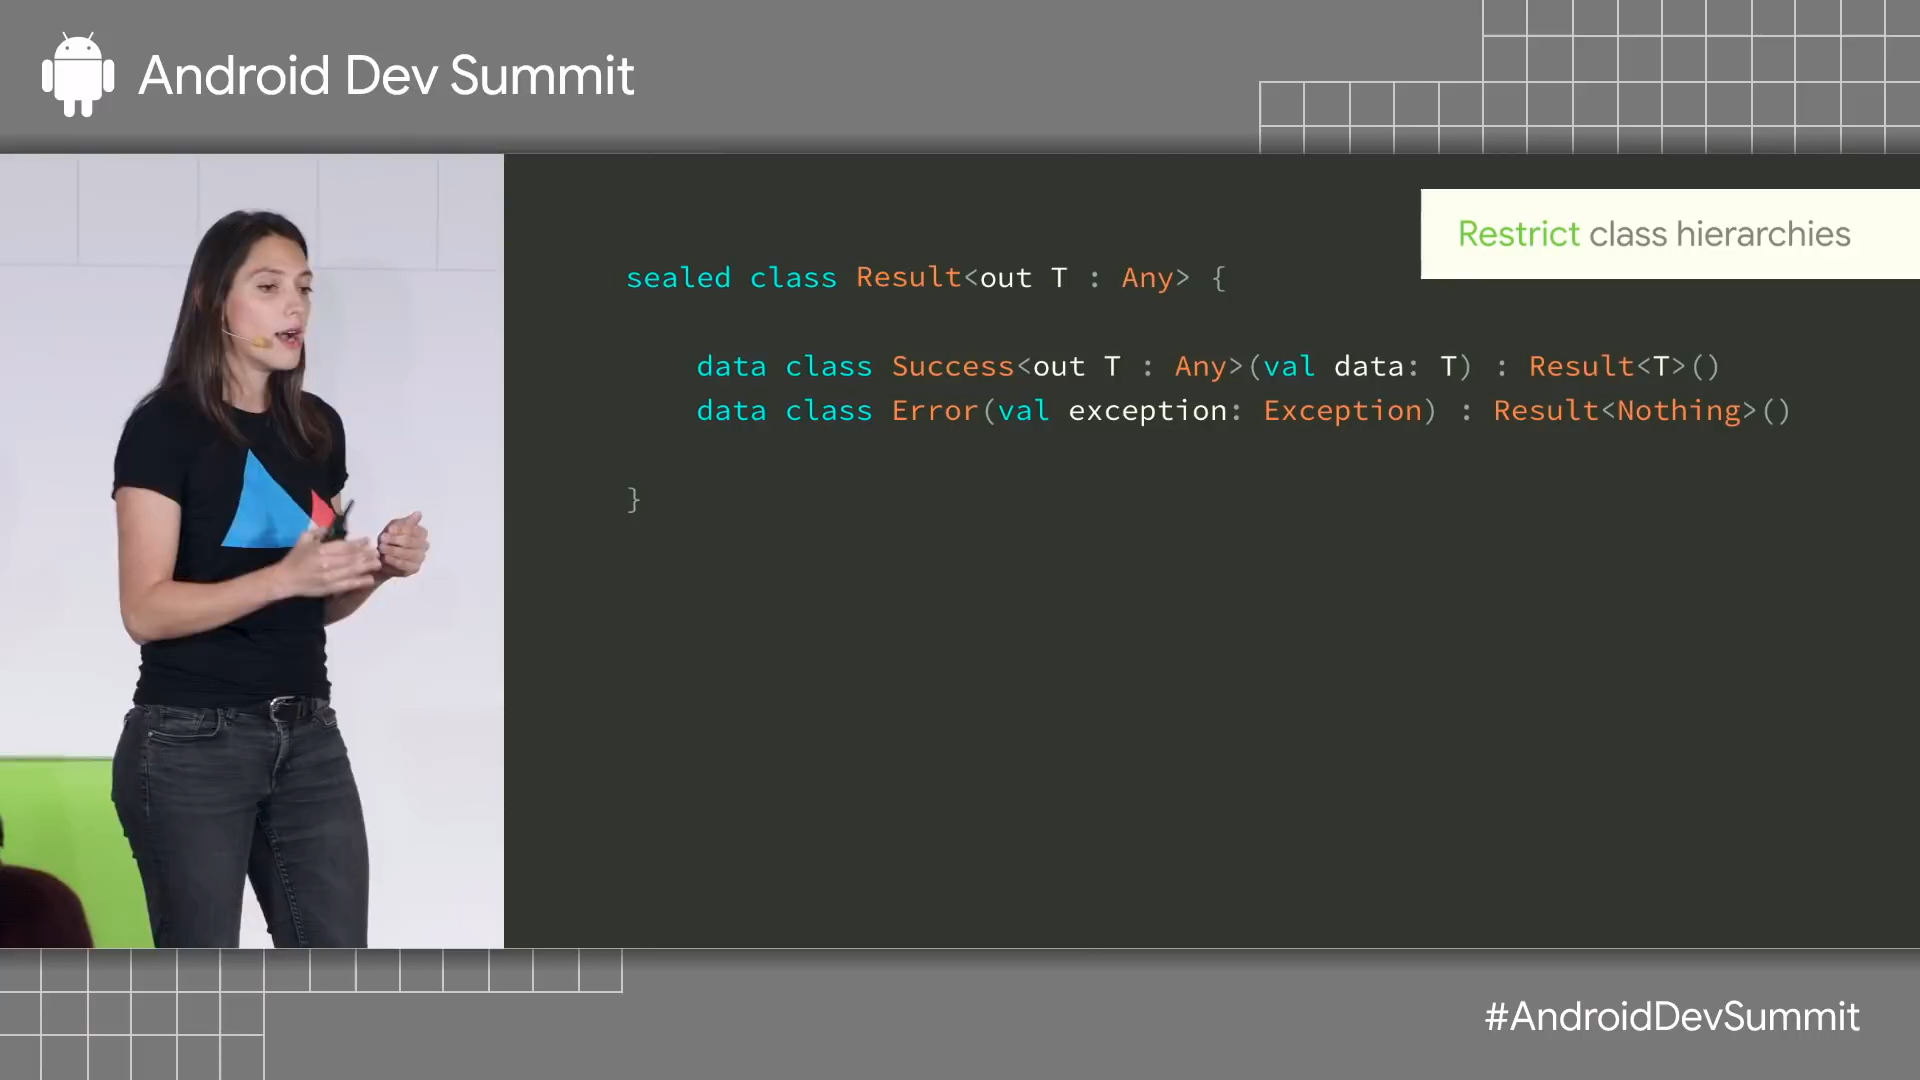 Android Dev Summit
Restrict class hierarchies
sealed class Result<out T : Any> {
data class Success<out T : Any>(val data: T) : Result<T>()
data class Error(val exception: Exception) : Result<Nothing>()
}
#AndroidDevSummit